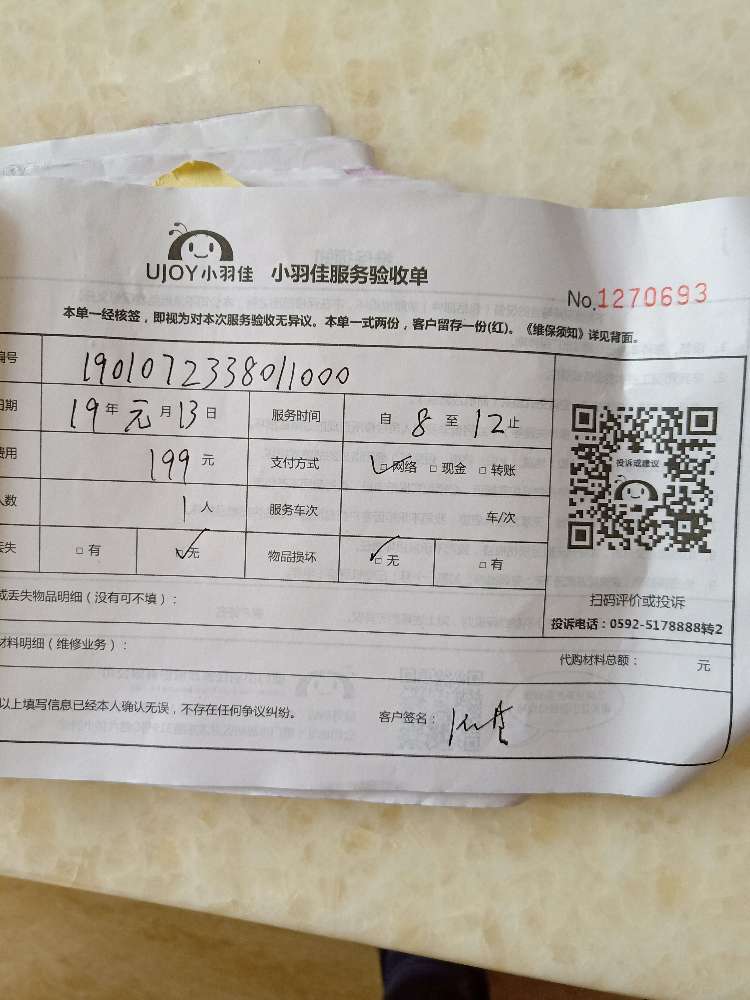 UJOY小羽佳 小羽佳服务验收单
No.1270693
本单一经核签，即视为对本次服务验收无异议。本单一式两份，客户留存一份(红)。《维保须知》详见背面。
编号 1901072338011000
日期 19年元月13日 服务时间 自8至12止
费用 199元 支付方式 ☑网络 □现金 □转账
人数 1人 服务车次 车/次
丢失 □有 ☑无 物品损坏 ☑无 □有
投诉或建议
扫码评价或投诉
投诉电话：0592-5178888转2
或丢失物品明细（没有可不填）：
材料明细（维修业务）： 代购材料总额： 元
以上填写信息已经本人确认无误，不存在任何争议纠纷。 客户签名：